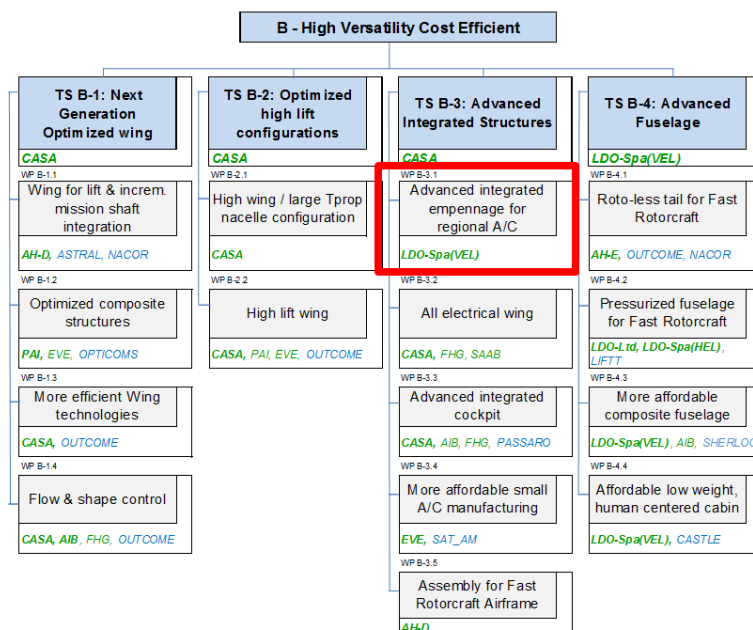 B - High Versatility Cost Efficient
TS B-1: Next
Generation
Optimized wing
CASA
WP B-1.1
Wing for lift & increm.
mission shaft
integration
AH-D, ASTRAL, NACOR
WP B-1.2
Optimized composite
structures
PAI, EVE, OPTICOMS
WP B-1.3
More efficient Wing
technologies
CASA, OUTCOME
WP B-1.4
Flow & shape control
CASA, AIB, FHG, OUTCOME
TS B-2: Optimized
high lift
configurations
CASA
WP B-2.1
High wing / large Tprop
nacelle configuration
CASA
WP B-2.2
High lift wing
CASA, PAI, EVE, OUTCOME
TS B-3: Advanced
Integrated Structures
CASA
WP B-3.1
Advanced integrated
empennage for
regional A/C
LDO-Spa(VEL)
WP B-3.2
All electrical wing
CASA, FHG, SAAB
WP B-3.3
Advanced integrated
cockpit
CASA, AIB, FHG, PASSARO
WP B-3.4
More affordable small
A/C manufacturing
EVE, SAT_AM
WP B-3.5
Assembly for Fast
Rotorcraft Airframe
AH-D
TS B-4: Advanced
Fuselage
LDO-Spa(VEL)
WP B-4.1
Roto-less tail for Fast
Rotorcraft
AH-E, OUTCOME, NACOR
WP B-4.2
Pressurized fuselage
for Fast Rotorcraft
LDO-Ltd, LDO-Spa(HEL),
LIFTT
WP B-4.3
More affordable
composite fuselage
LDO-Spa(VEL), AIB, SHERLOC
WP B-4.4
Affordable low weight,
human centered cabin
LDO-Spa(VEL), CASTLE